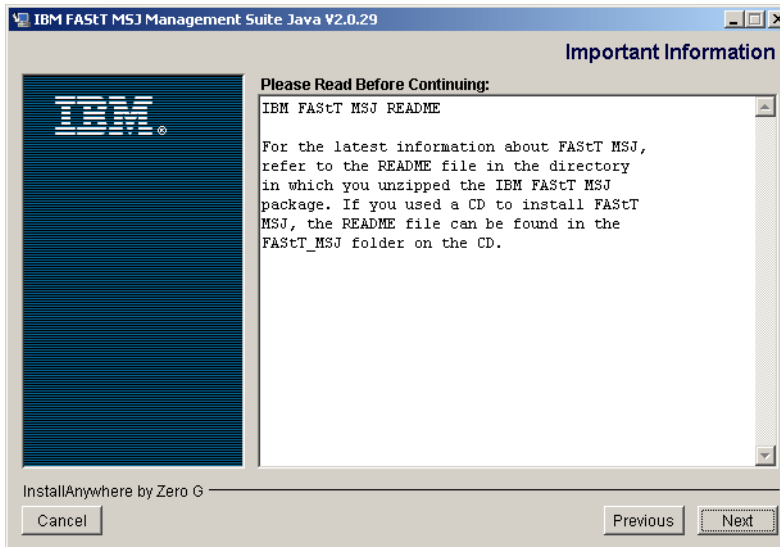 IBM FAStT MSJ Management Suite Java V2.0.29
Important Information
IBM®
Please Read Before Continuing:
IBM FAStT MSJ README
For the latest information about FAStT MSJ,
refer to the README file in the directory
in which you unzipped the IBM FAStT MSJ
package. If you used a CD to install FAStT
MSJ, the README file can be found in the
FAStT_MSJ folder on the CD.
InstallAnywhere by Zero G
Cancel
Previous
Next